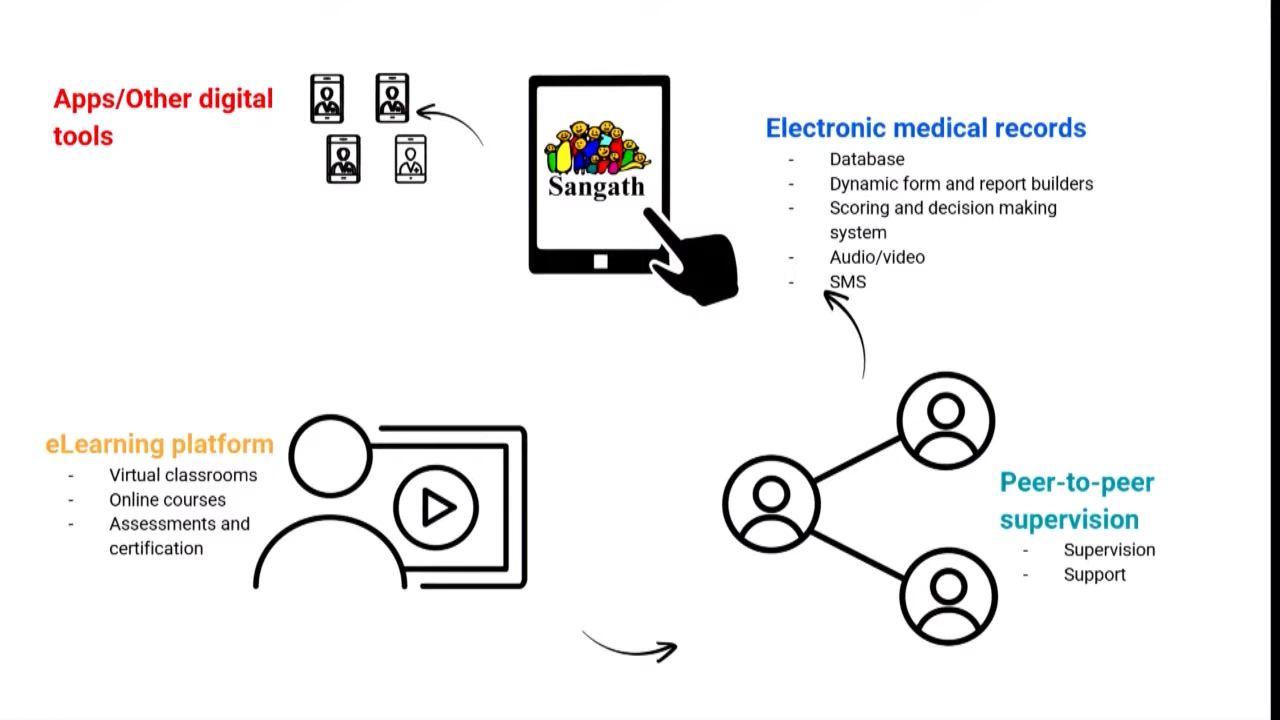 Apps/Other digital
tools
Sangath
Electronic medical records
- Database
- Dynamic form and report builders
- Scoring and decision making
system
- Audio/video
- SMS
eLearning platform
- Virtual classrooms
- Online courses
- Assessments and
certification
Peer-to-peer
supervision
- Supervision
- Support